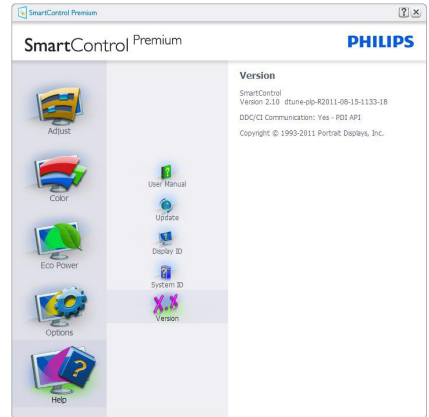 SmartControl Premium
SmartControl Premium
PHILIPS
Adjust
Color
Eco Power
Options
Help
User Manual
Update
Display ID
System ID
X.X
Version
Version
SmartControl
Version 2.10 dtune-plp-R2011-08-15-1133-18
DDC/CI Communication: Yes - PDI API
Copyright © 1993-2011 Portrait Displays, Inc.